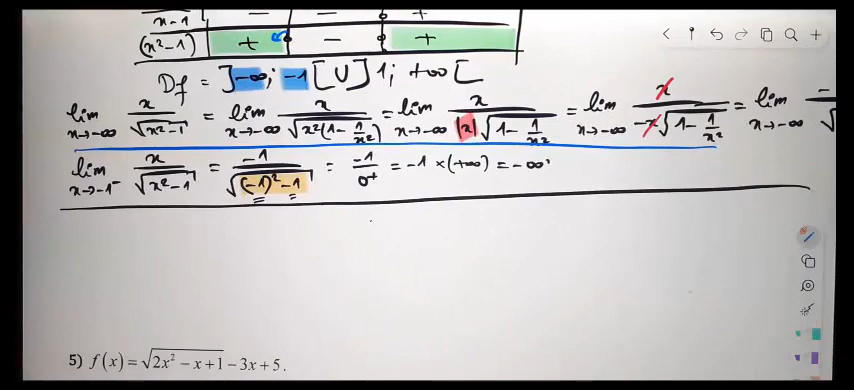 x-1 | - | - | +
(x²-1) | + | - | +
Df = ]-∞; -1[ U ]1; +∞[
lim x→-∞ x/√(x²-1) = lim x→-∞ x/√(x²(1-1/x²)) = lim x→-∞ x/(|x|√(1-1/x²)) = lim x→-∞ x/(-x√(1-1/x²)) = lim x→-∞
lim x→-1⁻ x/√(x²-1) = -1/√((-1)²-1) = -1/0⁺ = -1×(+∞) = -∞
5) f(x)=√(2x²-x+1)-3x+5.